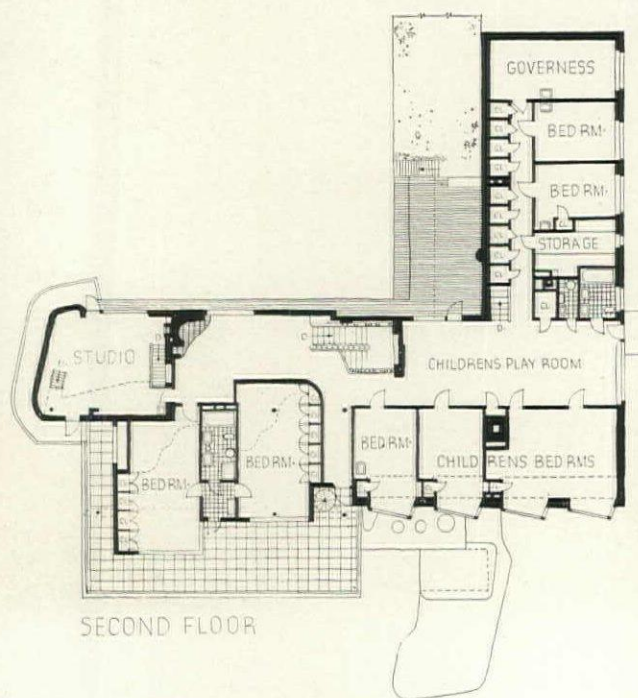 GOVERNESS
BED RM.
BED RM.
STORAGE
STUDIO
CHILDRENS PLAY ROOM
BED RM.
BED RM.
BED RM.
CHILDRENS BED RMS
SECOND FLOOR